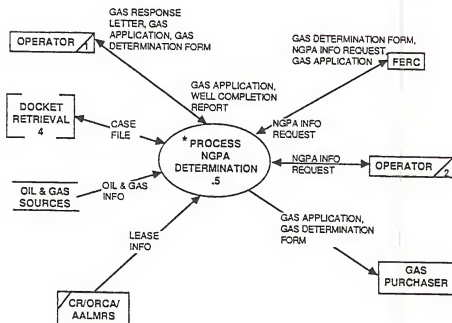 GAS RESPONSE
LETTER, GAS
APPLICATION, GAS
DETERMINATION FORM
OPERATOR 1
GAS DETERMINATION FORM,
NGPA INFO REQUEST,
GAS APPLICATION
FERC
GAS APPLICATION,
WELL COMPLETION
REPORT
DOCKET
RETRIEVAL
4
CASE
FILE
NGPA INFO
REQUEST
* PROCESS
NGPA
DETERMINATION
.5
NGPA INFO
REQUEST
OPERATOR 2
OIL & GAS
SOURCES
OIL & GAS
INFO
LEASE
INFO
GAS APPLICATION,
GAS DETERMINATION
FORM
CR/ORCA/
AALMRS
GAS
PURCHASER